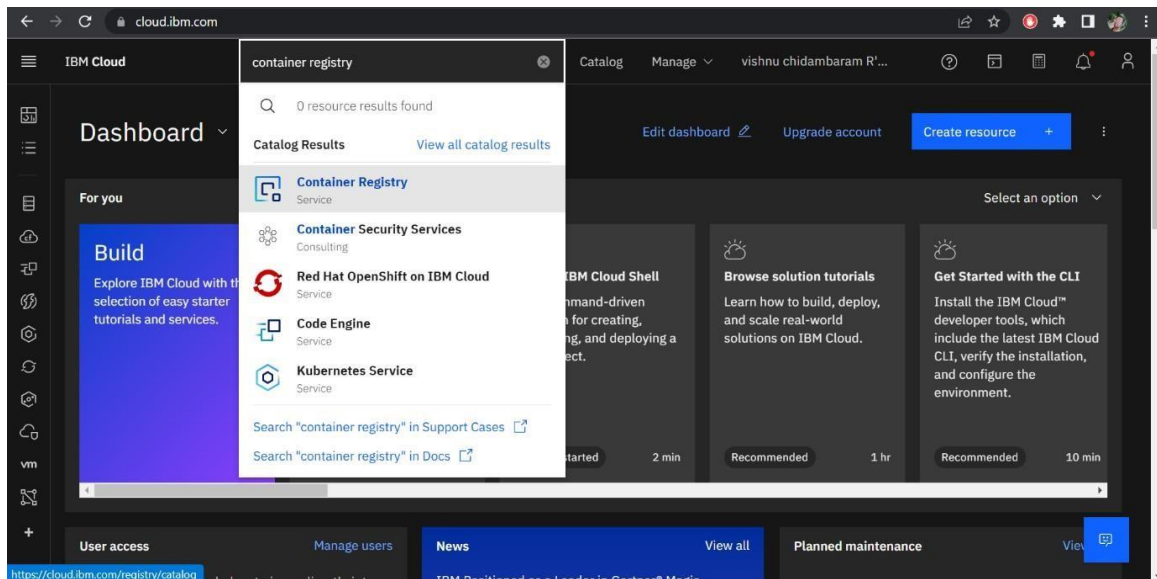 cloud.ibm.com
IBM Cloud
container registry
Catalog
Manage
vishnu chidambaram R'...
0 resource results found
Dashboard
Edit dashboard
Upgrade account
Create resource +
Catalog Results
View all catalog results
Container Registry
Service
Container Security Services
Consulting
Red Hat OpenShift on IBM Cloud
Service
Code Engine
Service
Kubernetes Service
Service
Search "container registry" in Support Cases
Search "container registry" in Docs
For you
Select an option
Build
Explore IBM Cloud with
selection of easy starter
tutorials and services.
IBM Cloud Shell
for creating,
and deploying a
2 min
Browse solution tutorials
Learn how to build, deploy,
and scale real-world
solutions on IBM Cloud.
Recommended
1 hr
Get Started with the CLI
Install the IBM Cloud™
developer tools, which
include the latest IBM Cloud
CLI, verify the installation,
and configure the
environment.
Recommended
10 min
vm
User access
Manage users
News
View all
Planned maintenance
https://cloud.ibm.com/registry/catalog